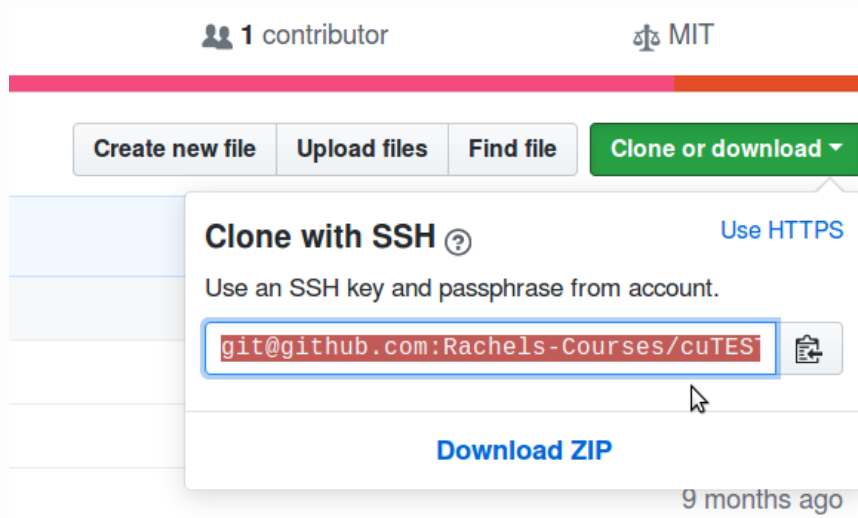 1 contributor
MIT
Create new file
Upload files
Find file
Clone or download
Clone with SSH
Use HTTPS
Use an SSH key and passphrase from account.
git@github.com:Rachels-Courses/cuTEST
Download ZIP
9 months ago